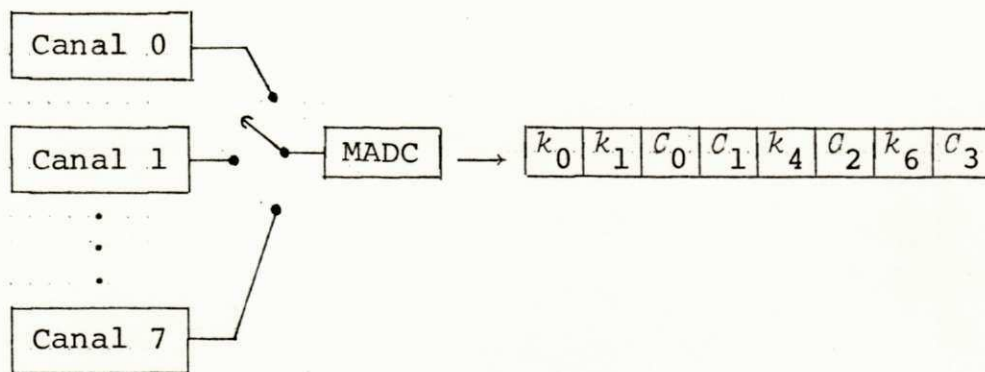 Canal 0
Canal 1
MADC → k₀ k₁ C₀ C₁ k₄ C₂ k₆ C₃
Canal 7